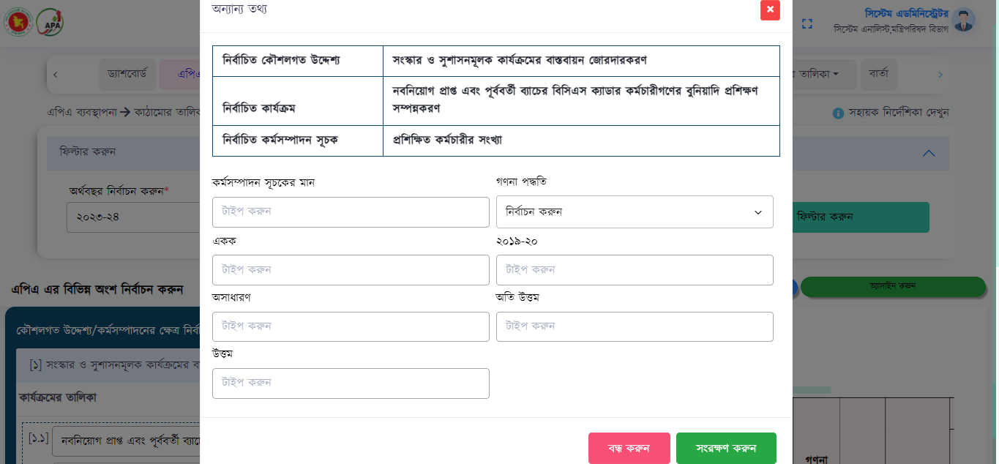 অন্যান্য তথ্য
APA
সিস্টেম এডমিনিস্ট্রেটর
সিস্টেম এনালিস্ট,মন্ত্রিপরিষদ বিভাগ
ড্যাশবোর্ড
তালিকা
বার্তা
এপিএ ব্যবস্থাপনা → কাঠামোর
সহায়ক নির্দেশিকা দেখুন
ফিল্টার করুন
অর্থবছর নির্বাচন করুন*
২০২৩-২৪
ফিল্টার করুন
এপিএ এর বিভিন্ন অংশ নির্বাচন করুন
অ্যাসাইন করুন
কৌশলগত উদ্দেশ্য/কর্মসম্পাদনের ক্ষেত্র
[১] সংস্কার ও সুশাসনমূলক কার্যক্রমের
কার্যক্রমের তালিকা
[১.১] নবনিয়োগ প্রাপ্ত এবং পূর্ববর্তী
গণনা
নির্বাচিত কৌশলগত উদ্দেশ্য
সংস্কার ও সুশাসনমূলক কার্যক্রমের বাস্তবায়ন জোরদারকরণ
নির্বাচিত কার্যক্রম
নবনিয়োগ প্রাপ্ত এবং পূর্ববর্তী ব্যাচের বিসিএস ক্যাডার কর্মচারীগণের বুনিয়াদি প্রশিক্ষণ
সম্পন্নকরণ
নির্বাচিত কর্মসম্পাদন সূচক
প্রশিক্ষিত কর্মচারীর সংখ্যা
কর্মসম্পাদন সূচকের মান
গণনা পদ্ধতি
টাইপ করুন
নির্বাচন করুন
একক
২০১৯-২০
টাইপ করুন
টাইপ করুন
অসাধারণ
অতি উত্তম
টাইপ করুন
টাইপ করুন
উত্তম
টাইপ করুন
বন্ধ করুন
সংরক্ষণ করুন